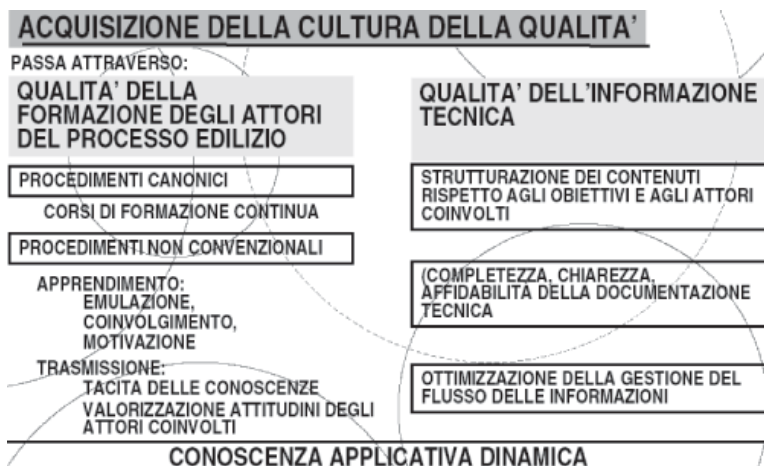 ACQUISIZIONE DELLA CULTURA DELLA QUALITA'
PASSA ATTRAVERSO:
QUALITA' DELLA
FORMAZIONE DEGLI ATTORI
DEL PROCESSO EDILIZIO
PROCEDIMENTI CANONICI
CORSI DI FORMAZIONE CONTINUA
PROCEDIMENTI NON CONVENZIONALI
APPRENDIMENTO:
EMULAZIONE,
COINVOLGIMENTO,
MOTIVAZIONE
TRASMISSIONE:
TACITA DELLE CONOSCENZE
VALORIZZAZIONE ATTITUDINI DEGLI
ATTORI COINVOLTI
QUALITA' DELL'INFORMAZIONE
TECNICA
STRUTTURAZIONE DEI CONTENUTI
RISPETTO AGLI OBIETTIVI E AGLI ATTORI
COINVOLTI
(COMPLETEZZA, CHIAREZZA,
AFFIDABILITÀ DELLA DOCUMENTAZIONE
TECNICA
OTTIMIZZAZIONE DELLA GESTIONE DEL
FLUSSO DELLE INFORMAZIONI
CONOSCENZA APPLICATIVA DINAMICA